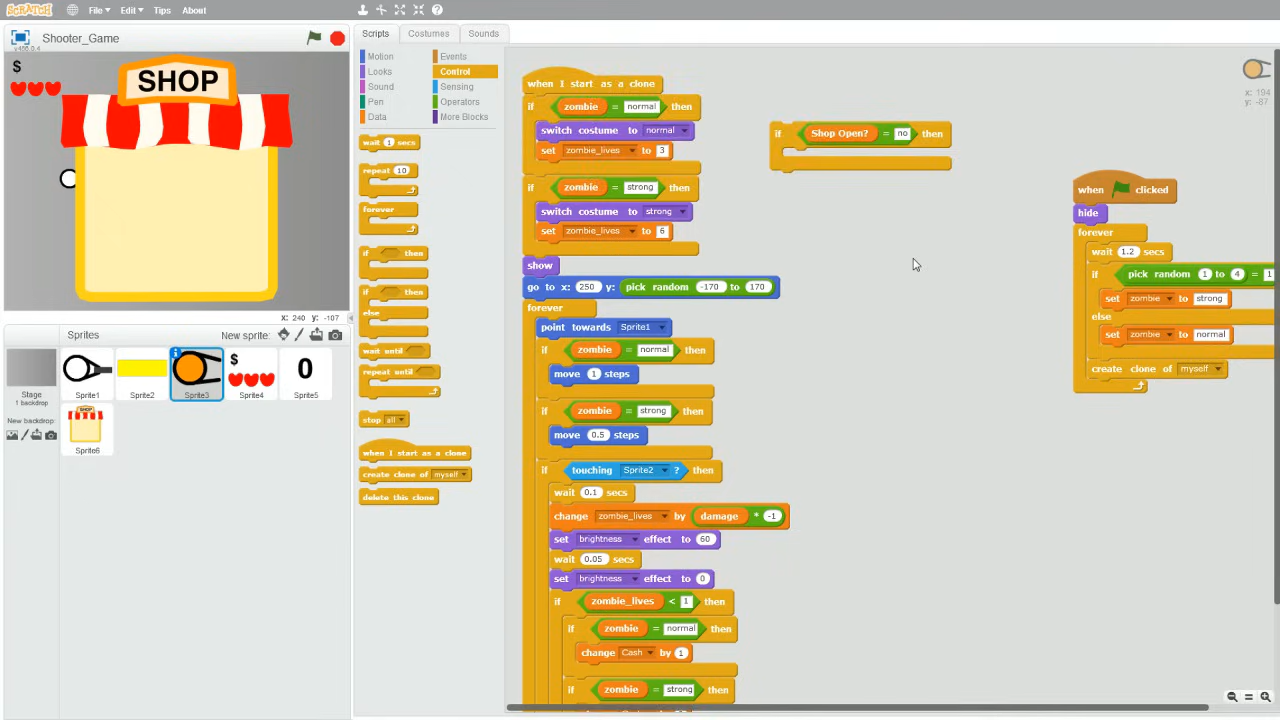 SCRATCH File Edit Tips About
Shooter_Game
v456.0.4
$
SHOP
x: 240 y: -107
Sprites New sprite:
Stage
1 backdrop
New backdrop:
Sprite1 Sprite2 Sprite3 Sprite4 Sprite5
$
0
SHOP
Sprite6
Scripts Costumes Sounds
Motion Events
Looks Control
Sound Sensing
Pen Operators
Data More Blocks
wait 1 secs
repeat 10
forever
if then
if then
else
wait until
repeat until
stop all
when I start as a clone
create clone of myself
delete this clone
when I start as a clone
if zombie = normal then
switch costume to normal
set zombie_lives to 3
if zombie = strong then
switch costume to strong
set zombie_lives to 6
show
go to x: 250 y: pick random -170 to 170
forever
point towards Sprite1
if zombie = normal then
move 1 steps
if zombie = strong then
move 0.5 steps
if touching Sprite2 ? then
wait 0.1 secs
change zombie_lives by damage * -1
set brightness effect to 60
wait 0.05 secs
set brightness effect to 0
if zombie_lives < 1 then
if zombie = normal then
change Cash by 1
if zombie = strong then
if Shop Open? = no then
when clicked
hide
forever
wait 1.2 secs
if pick random 1 to 4 = 1
set zombie to strong
else
set zombie to normal
create clone of myself
x: 194
y: -87